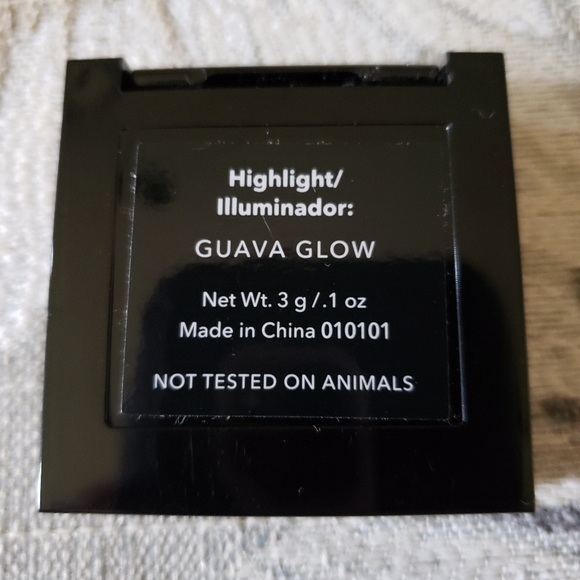 Highlight/
Illuminador:
GUAVA GLOW
Net Wt. 3 g /.1 oz
Made in China 010101
NOT TESTED ON ANIMALS